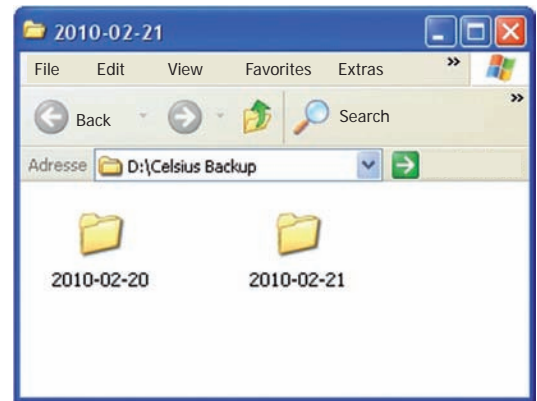 2010-02-21
File Edit View Favorites Extras »
Back Search »
Adresse D:\Celsius Backup
2010-02-20 2010-02-21